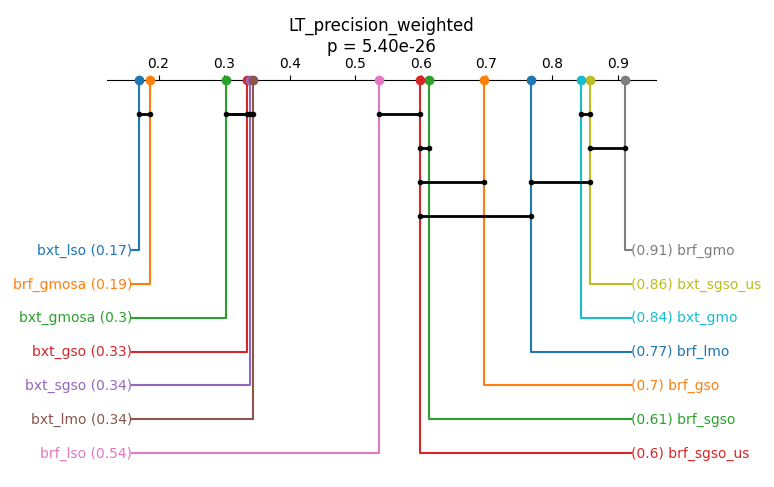 LT_precision_weighted
p = 5.40e-26
0.2 0.3 0.4 0.5 0.6 0.7 0.8 0.9
bxt_lso (0.17) (0.91) brf_gmo
brf_gmosa (0.19) (0.86) bxt_sgso_us
bxt_gmosa (0.3) (0.84) bxt_gmo
bxt_gso (0.33) (0.77) brf_lmo
bxt_sgso (0.34) (0.7) brf_gso
bxt_lmo (0.34) (0.61) brf_sgso
brf_lso (0.54) (0.6) brf_sgso_us